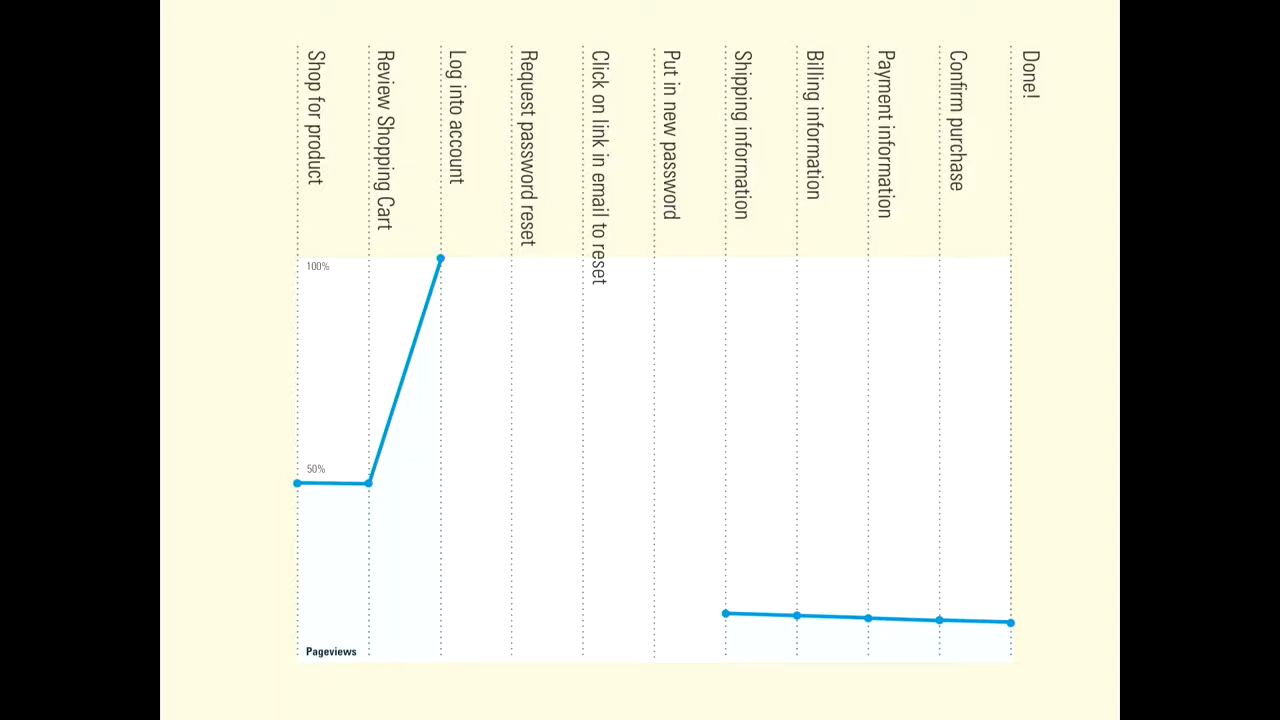 Shop for product
Review Shopping Cart
Log into account
Request password reset
Click on link in email to reset
Put in new password
Shipping information
Billing information
Payment information
Confirm purchase
Done!
100%
50%
Pageviews